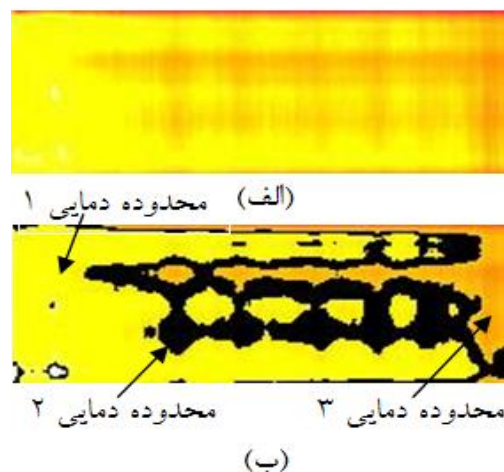 (الف)
محدوده دمایی ۱
محدوده دمایی ۲
محدوده دمایی ۳
(ب)